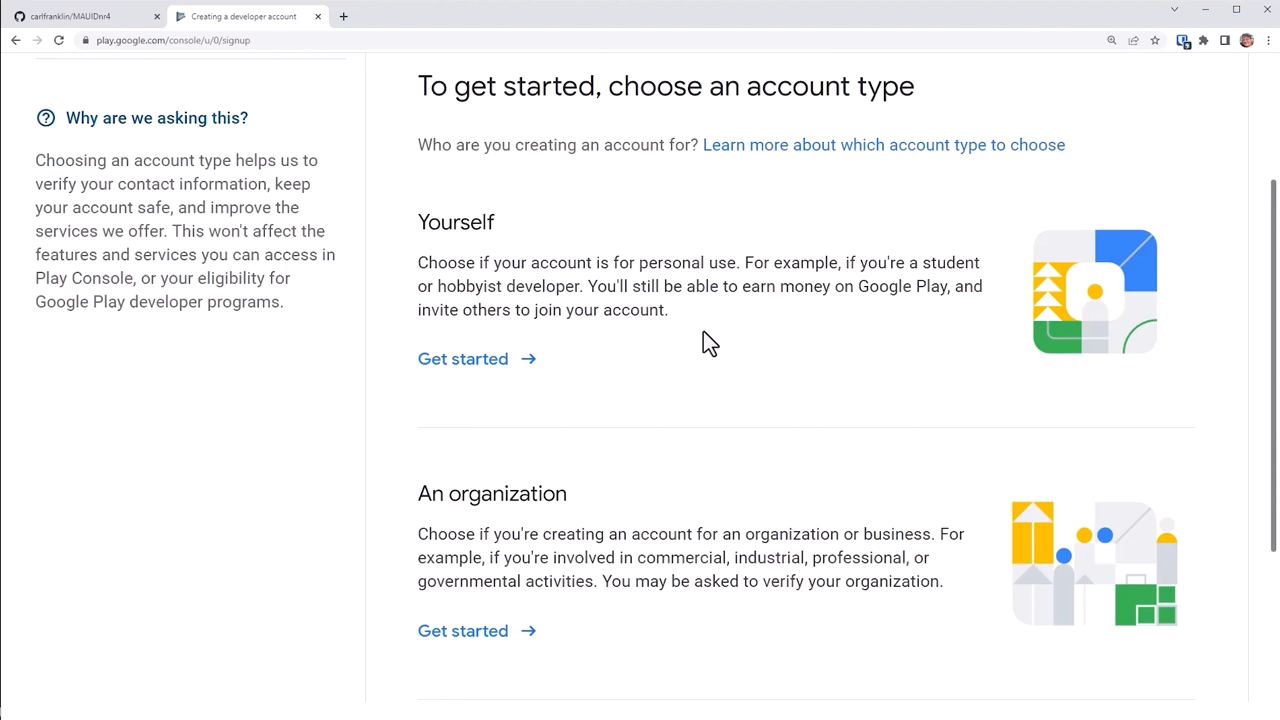 carlfranklin/MAUIDnr4
Creating a developer account
play.google.com/console/u/0/signup
Why are we asking this?
Choosing an account type helps us to
verify your contact information, keep
your account safe, and improve the
services we offer. This won't affect the
features and services you can access in
Play Console, or your eligibility for
Google Play developer programs.
To get started, choose an account type
Who are you creating an account for? Learn more about which account type to choose
Yourself
Choose if your account is for personal use. For example, if you're a student
or hobbyist developer. You'll still be able to earn money on Google Play, and
invite others to join your account.
Get started →
An organization
Choose if you're creating an account for an organization or business. For
example, if you're involved in commercial, industrial, professional, or
governmental activities. You may be asked to verify your organization.
Get started →